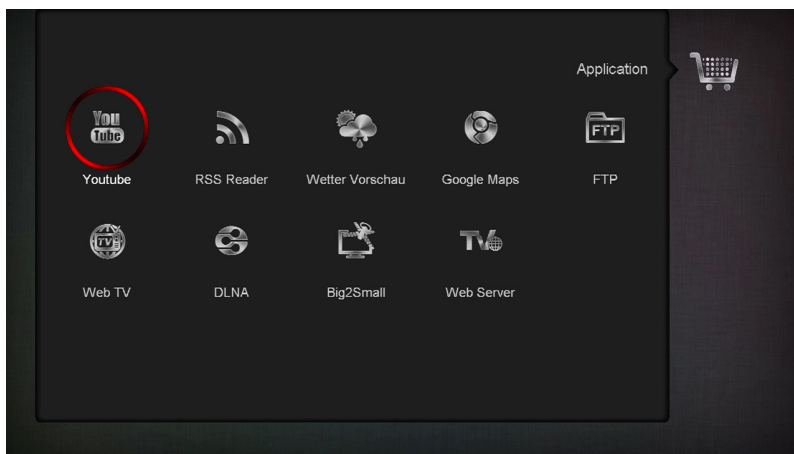 Application
You
Tube
FTP
Youtube RSS Reader Wetter Vorschau Google Maps FTP
TV
TV
Web TV DLNA Big2Small Web Server